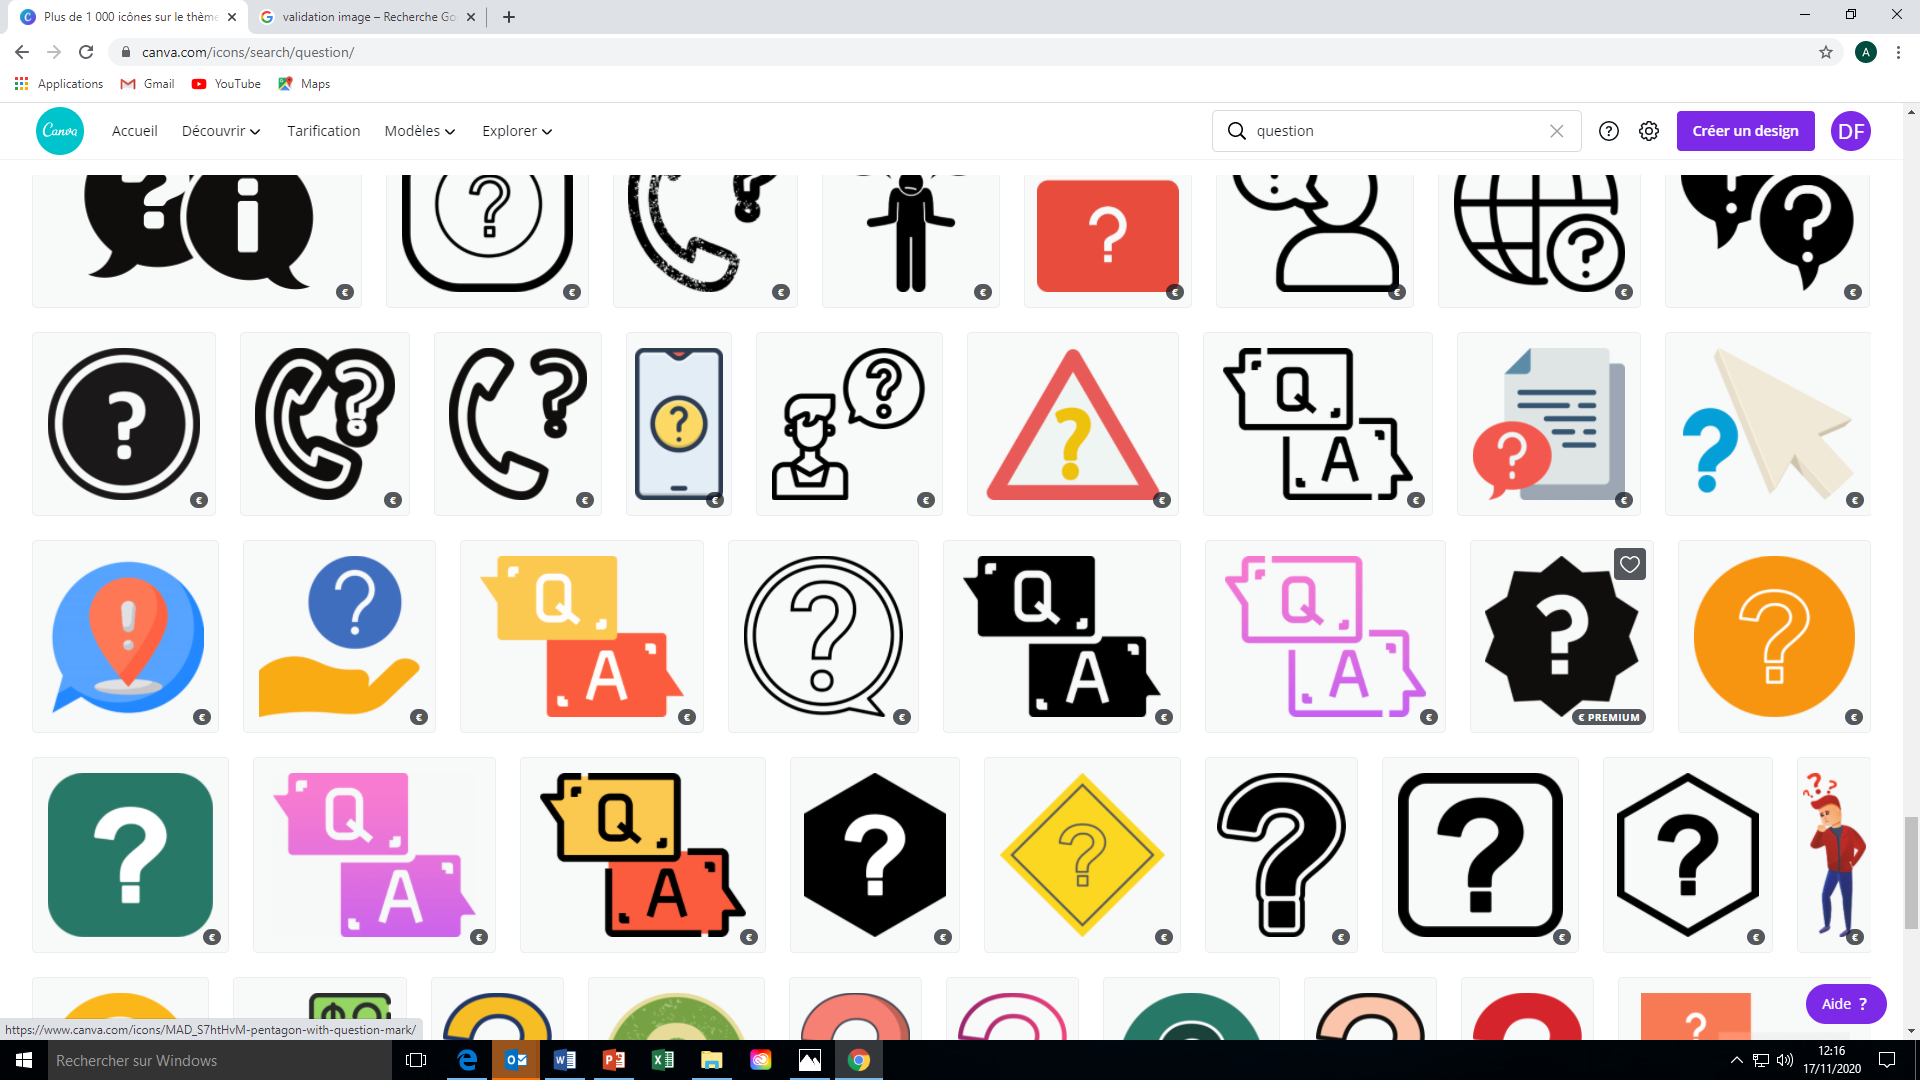 Plus de 1 000 icônes sur le thème
validation image – Recherche Go
canva.com/icons/search/question/
A
Applications
Gmail
YouTube
Maps
Canva
Accueil
Découvrir
Tarification
Modèles
Explorer
question
Créer un design
DF
? i € ? € ? € € ? € ? € ? € ? €
? € ? € ? € ? € ? € ? € Q A € ? € ? €
! € ? € Q A € ? € Q A € Q A € ? € PREMIUM ? €
? € Q A € Q A € ? € ? € ? € ? € ? € ? ? ? €
?
Aide ?
https://www.canva.com/icons/MAD_S7htHvM-pentagon-with-question-mark/
Rechercher sur Windows
12:16
17/11/2020